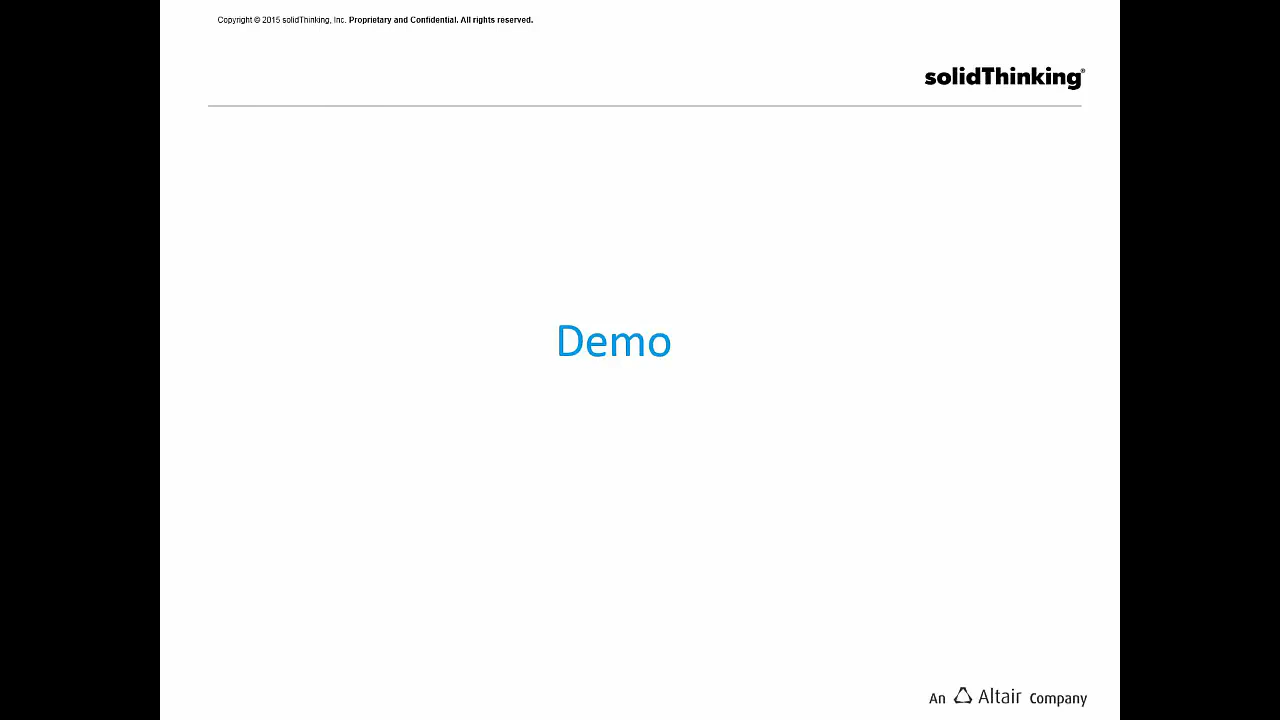 Copyright © 2015 solidThinking, Inc. Proprietary and Confidential. All rights reserved.
solidThinking®
Demo
An Altair Company